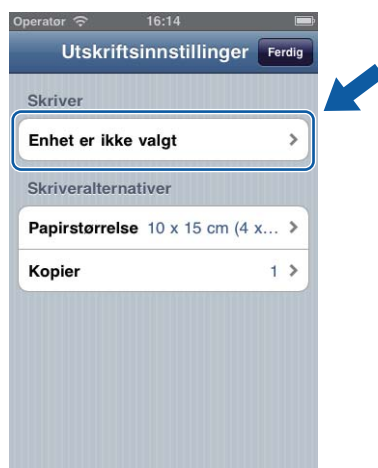 Operatør 16:14
Utskriftsinnstillinger Ferdig
Skriver
Enhet er ikke valgt
Skriveralternativer
Papirstørrelse 10 x 15 cm (4 x...
Kopier 1